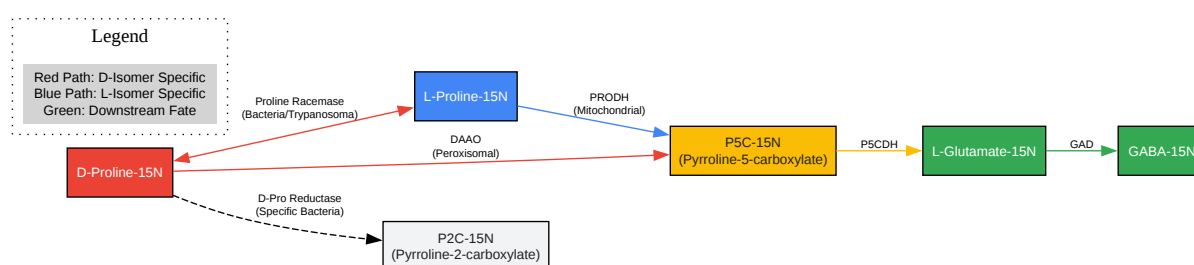 Legend
Red Path: D-Isomer Specific
Blue Path: L-Isomer Specific
Green: Downstream Fate
D-Proline-15N
Proline Racemase
(Bacteria/Trypanosoma)
L-Proline-15N
PRODH
(Mitochondrial)
DAAO
(Peroxisomal)
D-Pro Reductase
(Specific Bacteria)
P2C-15N
(Pyrroline-2-carboxylate)
P5C-15N
(Pyrroline-5-carboxylate)
P5CDH
L-Glutamate-15N
GAD
GABA-15N